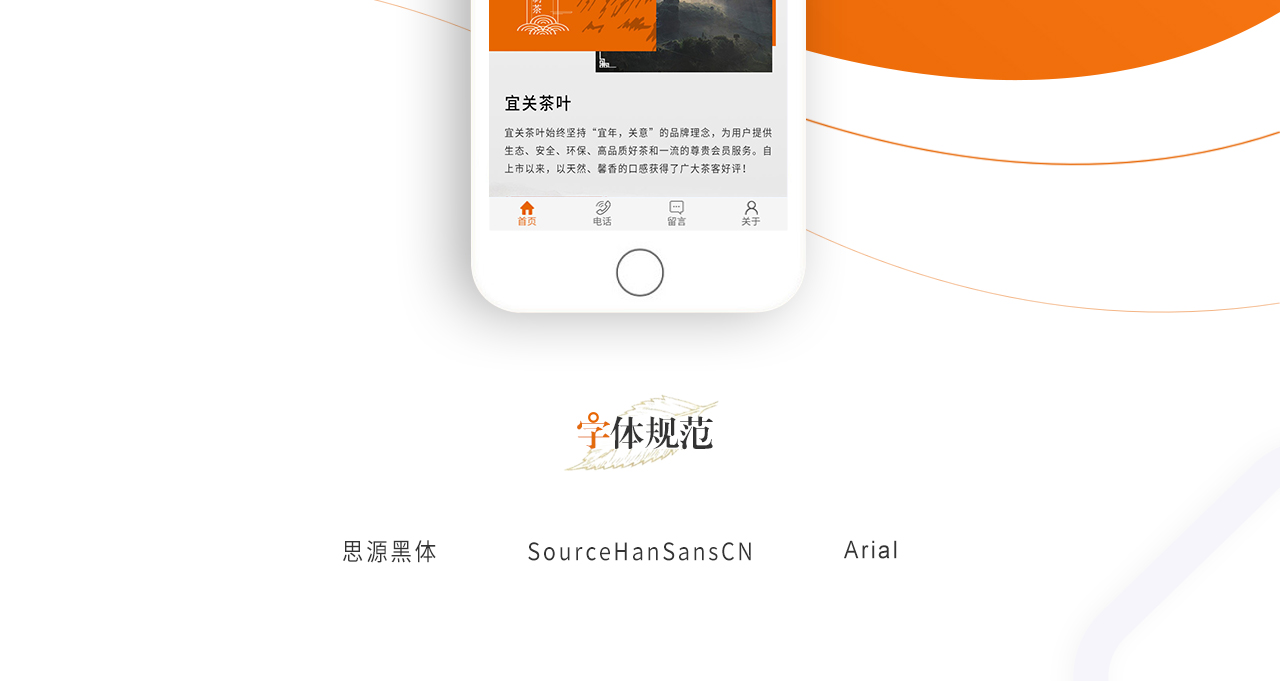 茶
宜关茶叶
宜关茶叶始终坚持“宜年，关意”的品牌理念，为用户提供
生态、安全、环保、高品质好茶和一流的尊贵会员服务。自
上市以来，以天然、馨香的口感获得了广大茶客好评！
首页 电话 留言 关于
字体规范
思源黑体 SourceHanSansCN Arial